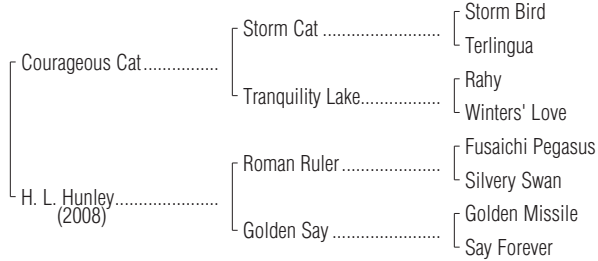 Storm Bird
Storm Cat ........................
Terlingua
Courageous Cat................
Rahy
Tranquility Lake.................
Winters' Love
Fusaichi Pegasus
Roman Ruler .....................
Silvery Swan
H. L. Hunley......................
(2008)
Golden Missile
Golden Say .......................
Say Forever